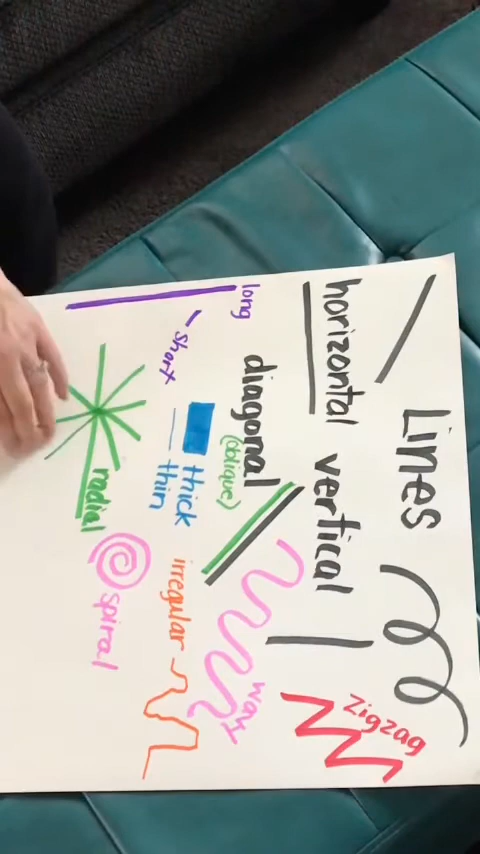 Lines
horizontal vertical
zigzag
diagonal
(oblique)
wavy
long
short
thick
thin
irregular
radial
spiral